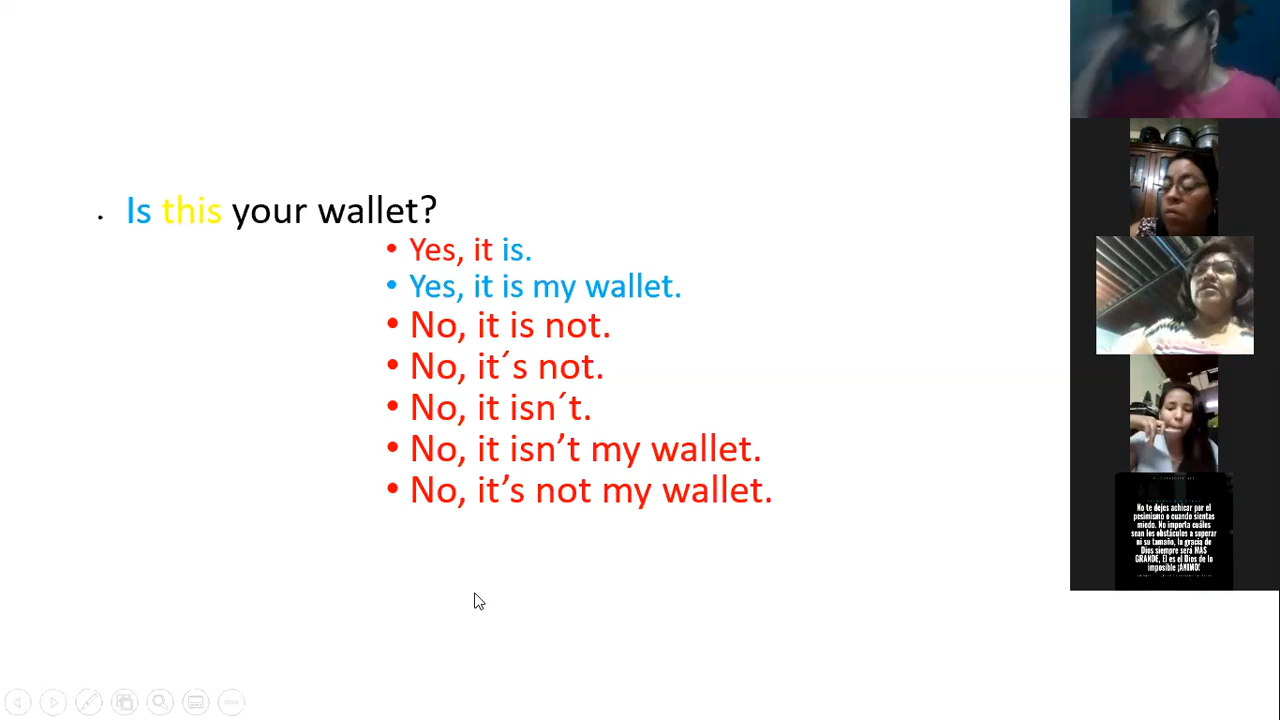 Is this your wallet?
Yes, it is.
Yes, it is my wallet.
No, it is not.
No, it´s not.
No, it isn´t.
No, it isn’t my wallet.
No, it’s not my wallet.
No te dejes achicar por el
pesimismo o cuando sientas
miedo. No importa cuáles
sean los obstáculos a superar
ni su tamaño, la gracia de
Dios siempre será MAS
GRANDE, El es el Dios de lo
imposible ¡ÁNIMO!